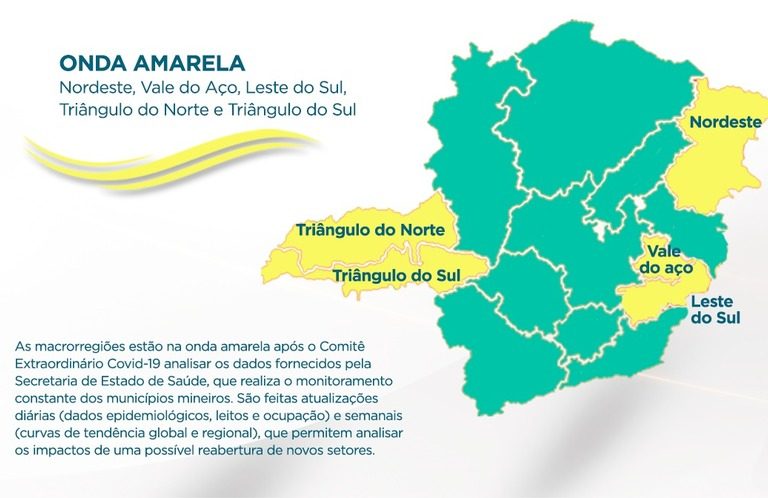 ONDA AMARELA
Nordeste, Vale do Aço, Leste do Sul,
Triângulo do Norte e Triângulo do Sul
Nordeste
Triângulo do Norte
Triângulo do Sul
Vale
do aço
Leste
do Sul
As macrorregiões estão na onda amarela após o Comitê
Extraordinário Covid-19 analisar os dados fornecidos pela
Secretaria de Estado de Saúde, que realiza o monitoramento
constante dos municípios mineiros. São feitas atualizações
diárias (dados epidemiológicos, leitos e ocupação) e semanais
(curvas de tendência global e regional), que permitem analisar
os impactos de uma possível reabertura de novos setores.